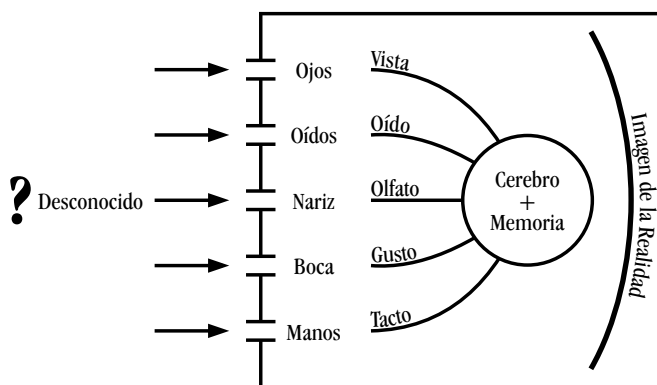 Ojos
Vista
Oídos
Oído
? Desconocido
Nariz
Olfato
Cerebro
+
Memoria
Boca
Gusto
Manos
Tacto
Imagen de la Realidad